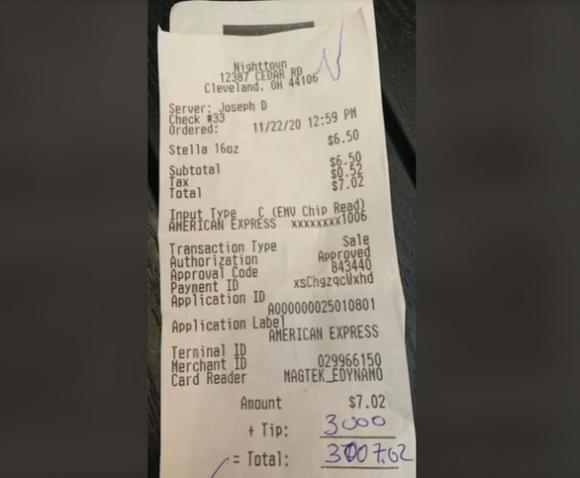 Nighttown
12387 CEDAR RD
Cleveland, OH 44106
Server: Joseph D
Check #33
Ordered: 11/22/20 12:59 PM
Stella 16oz $6.50
Subtotal $6.50
Tax $0.52
Total $7.02
Input Type C (EMV Chip Read)
AMERICAN EXPRESS xxxxxxxx1006
Transaction Type Sale
Authorization Approved
Approval Code 843440
Payment ID xsChgzqcWxhd
Application ID
A000000025010801
Application Label
AMERICAN EXPRESS
Terminal ID
Merchant ID 029966150
Card Reader MAGTEK_EDYNAMO
Amount $7.02
+ Tip: 3000
= Total: 3007.02